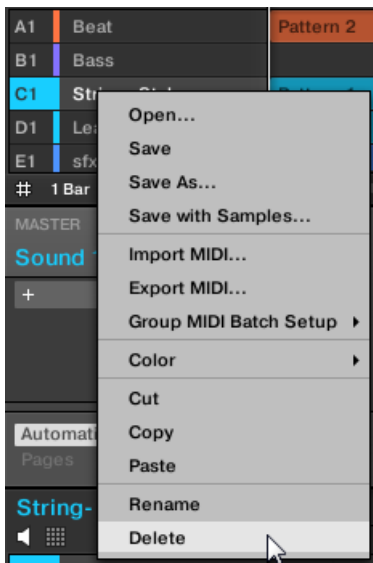 A1 Beat Pattern 2
B1 Bass
C1
D1
E1 sfx
# 1 Bar
MASTER
Sound
+
Pages
String-
Open...
Save
Save As...
Save with Samples...
Import MIDI...
Export MIDI...
Group MIDI Batch Setup
Color
Cut
Copy
Paste
Rename
Delete